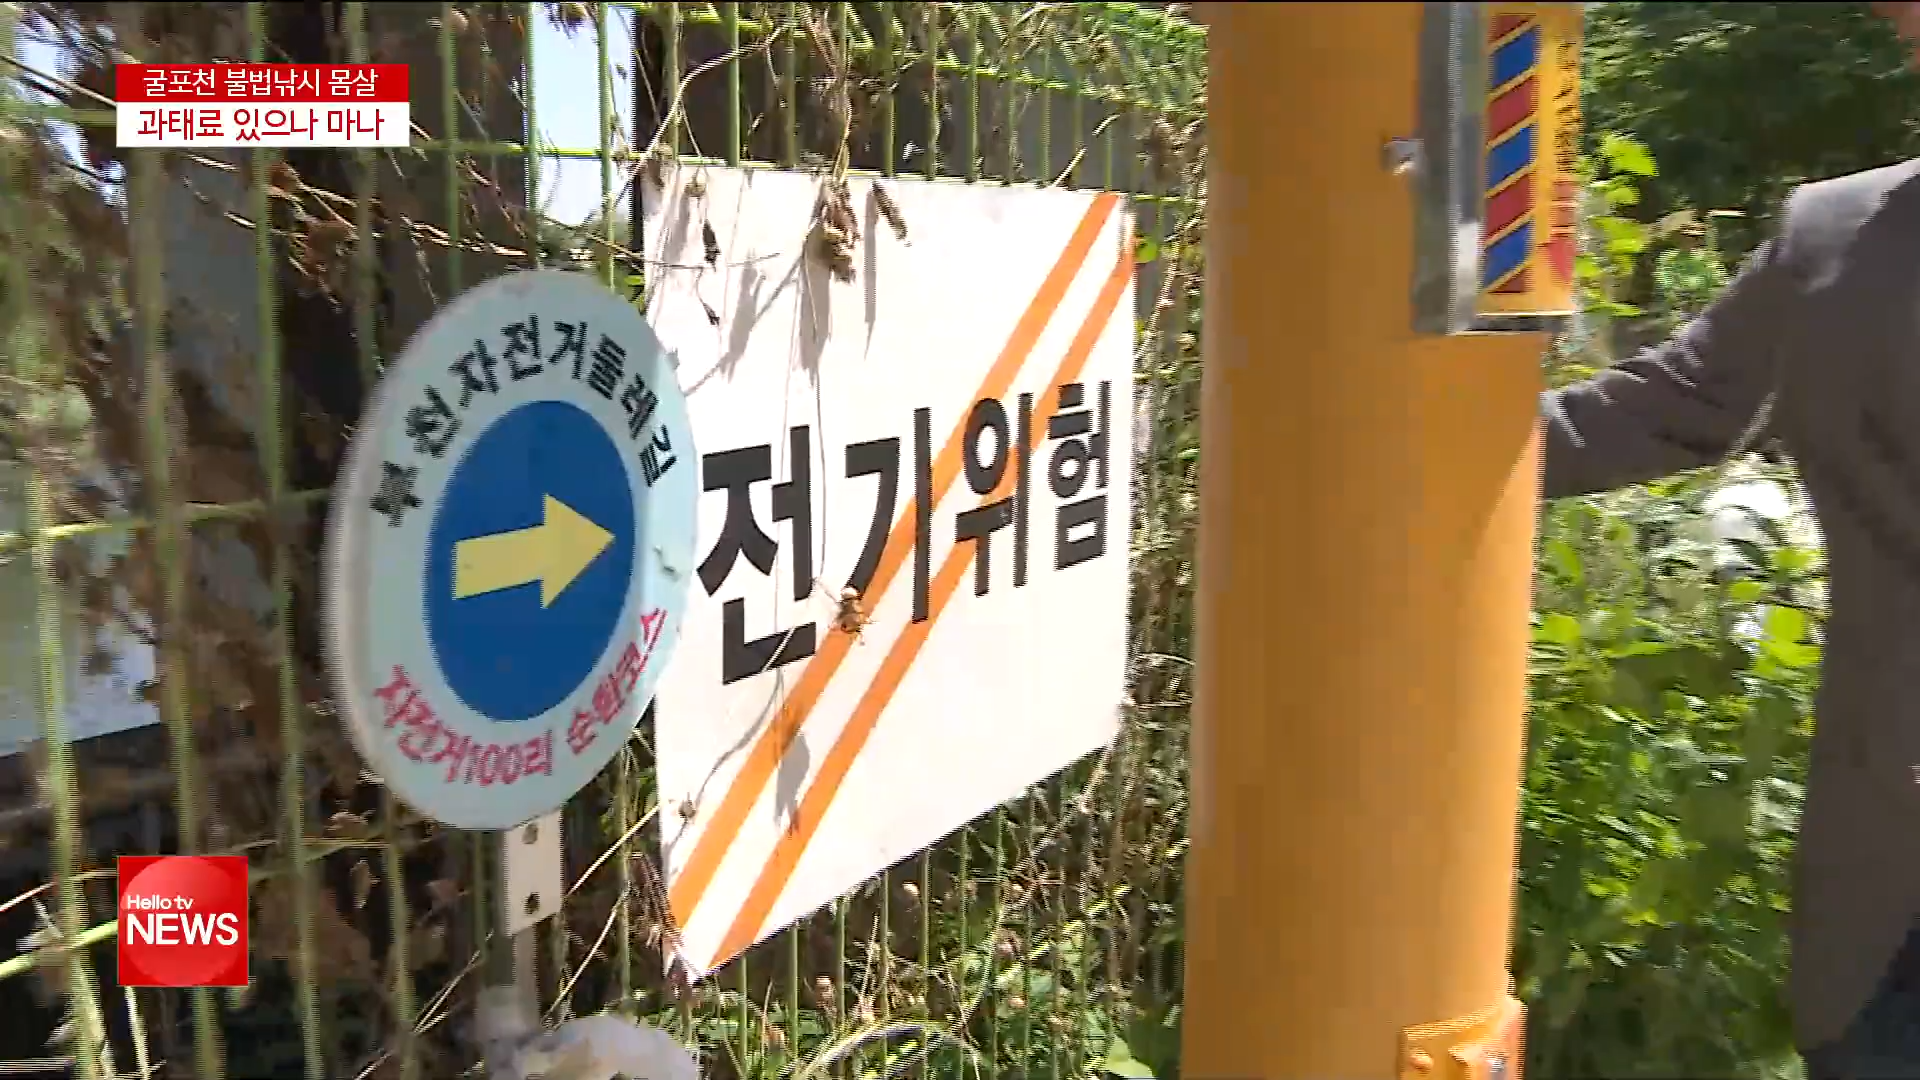 굴포천 불법낚시 몸살
과태료 있으나 마나
부천자전거둘레길
자전거100리 순환코스
전기위험
Hello tv
NEWS